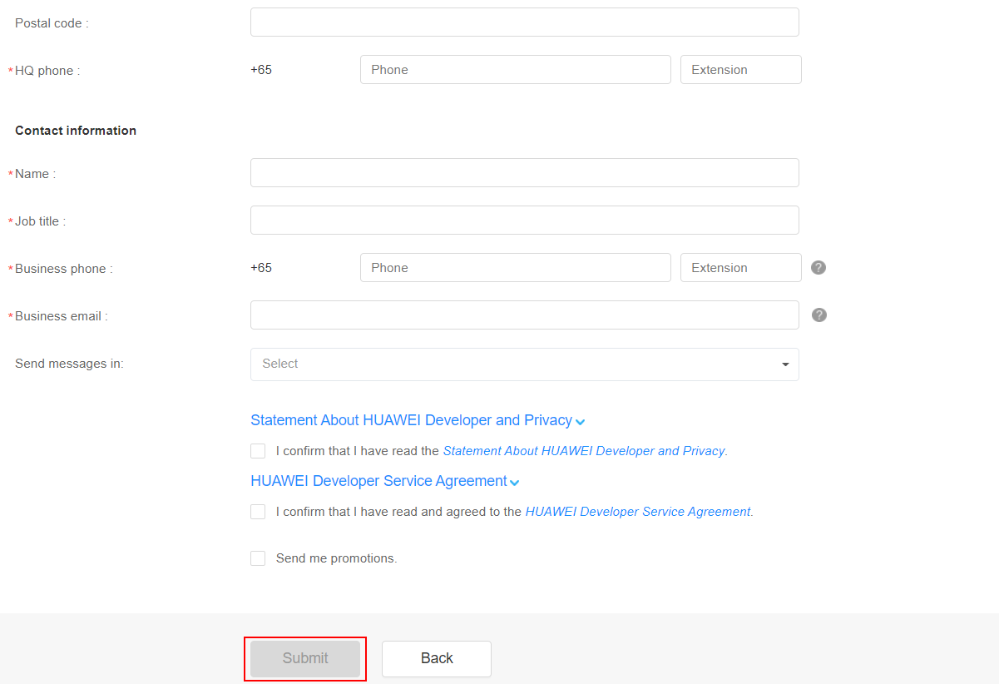 Postal code :
*HQ phone : +65 Phone Extension
Contact information
*Name :
*Job title :
*Business phone : +65 Phone Extension ?
*Business email : ?
Send messages in: Select
Statement About HUAWEI Developer and Privacy
I confirm that I have read the Statement About HUAWEI Developer and Privacy.
HUAWEI Developer Service Agreement
I confirm that I have read and agreed to the HUAWEI Developer Service Agreement.
Send me promotions.
Submit Back